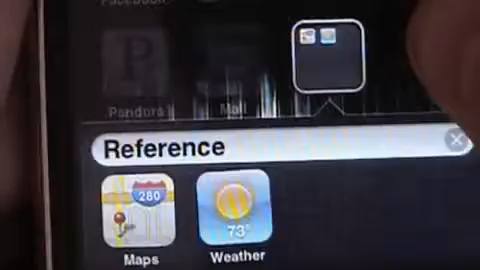 Facebook
P
Pandora
Mail
Reference
280
73°
Maps
Weather